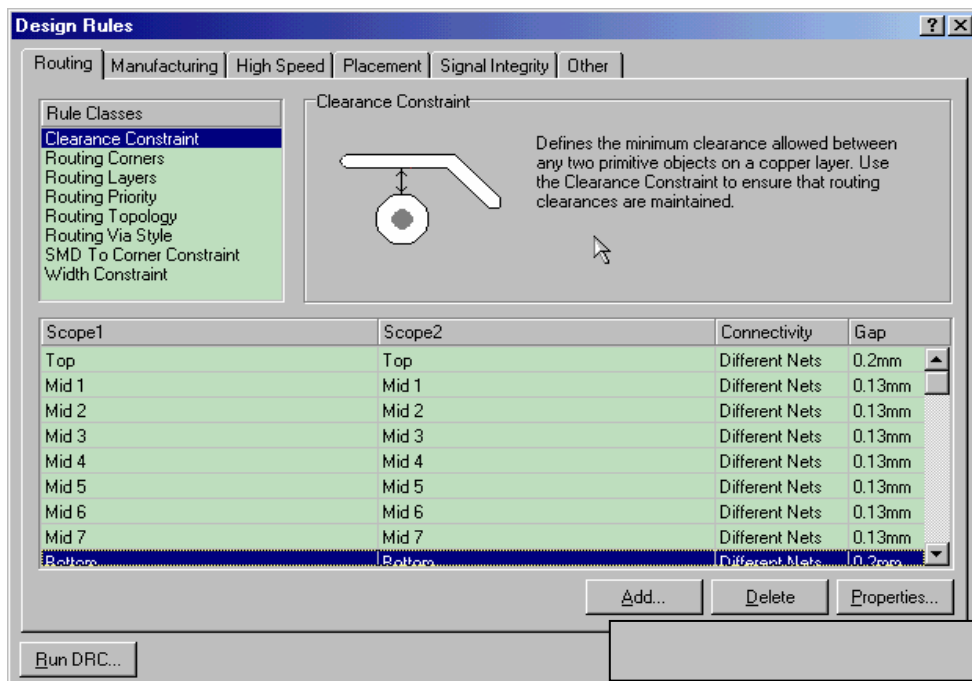 Design Rules
Routing Manufacturing High Speed Placement Signal Integrity Other
Rule Classes
Clearance Constraint
Routing Corners
Routing Layers
Routing Priority
Routing Topology
Routing Via Style
SMD To Corner Constraint
Width Constraint
Clearance Constraint
Defines the minimum clearance allowed between
any two primitive objects on a copper layer. Use
the Clearance Constraint to ensure that routing
clearances are maintained.
Scope1 Scope2 Connectivity Gap
Top Top Different Nets 0.2mm
Mid 1 Mid 1 Different Nets 0.13mm
Mid 2 Mid 2 Different Nets 0.13mm
Mid 3 Mid 3 Different Nets 0.13mm
Mid 4 Mid 4 Different Nets 0.13mm
Mid 5 Mid 5 Different Nets 0.13mm
Mid 6 Mid 6 Different Nets 0.13mm
Mid 7 Mid 7 Different Nets 0.13mm
Bottom Bottom Different Nets 0.2mm
Add... Delete Properties...
Run DRC...